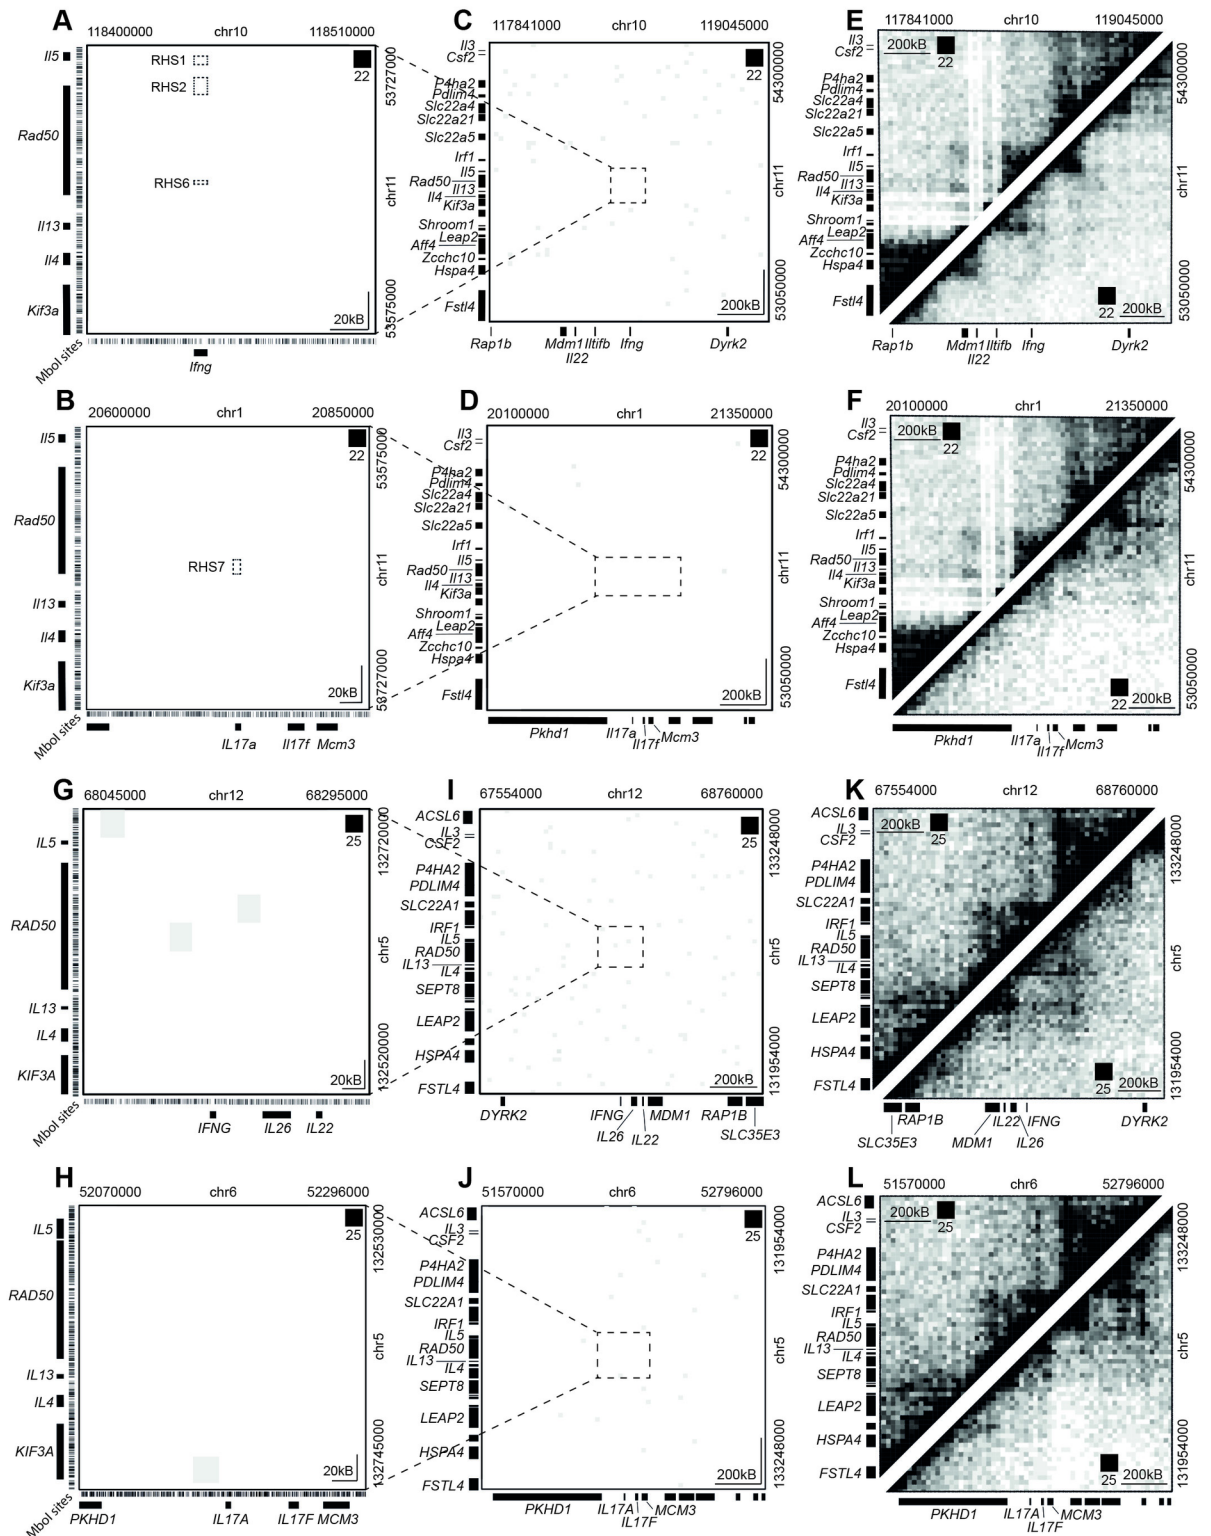 A
118400000 chr10 118510000
Il5
Rad50
Il13
Il4
Kif3a
MboI sites
RHS1
RHS2
RHS6
22
20kB
53727000
chr11
53575000
Ifng
C
117841000 chr10 119045000
Il3
Csf2
P4ha2
Pdlim4
Slc22a4
Slc22a21
Slc22a5
Irf1
Il5
Rad50
Il13
Il4
Kif3a
Shroom1
Leap2
Aff4
Zcchc10
Hspa4
Fstl4
22
200kB
54300000
chr11
53050000
Rap1b Mdm1 Iltifb Ifng Dyrk2
Il22
E
117841000 chr10 119045000
200kB
22
Il3
Csf2
P4ha2
Pdlim4
Slc22a4
Slc22a21
Slc22a5
Irf1
Il5
Rad50
Il13
Il4
Kif3a
Shroom1
Leap2
Aff4
Zcchc10
Hspa4
Fstl4
22 200kB
54300000
chr11
53050000
Rap1b Mdm1 Iltifb Ifng Dyrk2
Il22
B
20600000 chr1 20850000
Il5
Rad50
Il13
Il4
Kif3a
MboI sites
RHS7
22
20kB
53575000
chr11
53727000
IL17a Il17f Mcm3
D
20100000 chr1 21350000
Il3
Csf2
P4ha2
Pdlim4
Slc22a4
Slc22a21
Slc22a5
Irf1
Il5
Rad50
Il13
Il4
Kif3a
Shroom1
Leap2
Aff4
Zcchc10
Hspa4
Fstl4
22
200kB
54300000
chr11
53050000
Pkhd1 Il17a Mcm3
Il17f
F
20100000 chr1 21350000
200kB
22
Il3
Csf2
P4ha2
Pdlim4
Slc22a4
Slc22a21
Slc22a5
Irf1
Il5
Rad50
Il13
Il4
Kif3a
Shroom1
Leap2
Aff4
Zcchc10
Hspa4
Fstl4
22 200kB
54300000
chr11
53050000
Pkhd1 Il17a Mcm3
Il17f
G
68045000 chr12 68295000
IL5
RAD50
IL13
IL4
KIF3A
MboI sites
25
20kB
132720000
chr5
132520000
IFNG IL26 IL22
I
67554000 chr12 68760000
ACSL6
IL3
CSF2
P4HA2
PDLIM4
SLC22A1
IRF1
IL5
RAD50
IL13
IL4
SEPT8
LEAP2
HSPA4
FSTL4
25
200kB
133248000
chr5
131954000
DYRK2 IFNG MDM1 RAP1B
IL26 IL22 SLC35E3
K
67554000 chr12 68760000
200kB
25
ACSL6
IL3
CSF2
P4HA2
PDLIM4
SLC22A1
IRF1
IL5
RAD50
IL13
IL4
SEPT8
LEAP2
HSPA4
FSTL4
25 200kB
133248000
chr5
131954000
RAP1B IL22 IFNG DYRK2
SLC35E3 MDM1 IL26
H
52070000 chr6 52296000
IL5
RAD50
IL13
IL4
KIF3A
MboI sites
25
20kB
132530000
chr5
132745000
PKHD1 IL17A IL17F MCM3
J
51570000 chr6 52796000
ACSL6
IL3
CSF2
P4HA2
PDLIM4
SLC22A1
IRF1
IL5
RAD50
IL13
IL4
SEPT8
LEAP2
HSPA4
FSTL4
25
200kB
131954000
chr5
133248000
PKHD1 IL17A MCM3
IL17F
L
51570000 chr6 52796000
200kB
25
ACSL6
IL3
CSF2
P4HA2
PDLIM4
SLC22A1
IRF1
IL5
RAD50
IL13
IL4
SEPT8
LEAP2
HSPA4
FSTL4
25 200kB
133248000
chr5
131954000
PKHD1 IL17A MCM3
IL17F